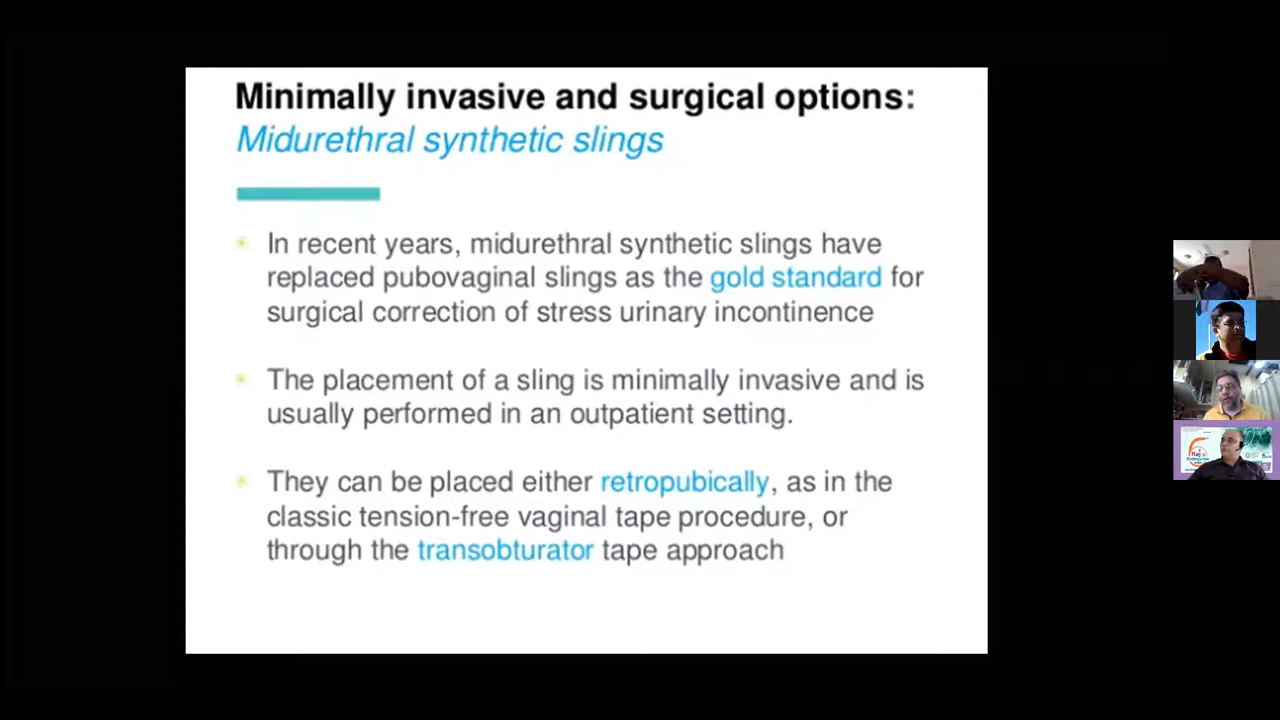 Minimally invasive and surgical options:
Midurethral synthetic slings
In recent years, midurethral synthetic slings have
replaced pubovaginal slings as the gold standard for
surgical correction of stress urinary incontinence
The placement of a sling is minimally invasive and is
usually performed in an outpatient setting.
They can be placed either retropubically, as in the
classic tension-free vaginal tape procedure, or
through the transobturator tape approach